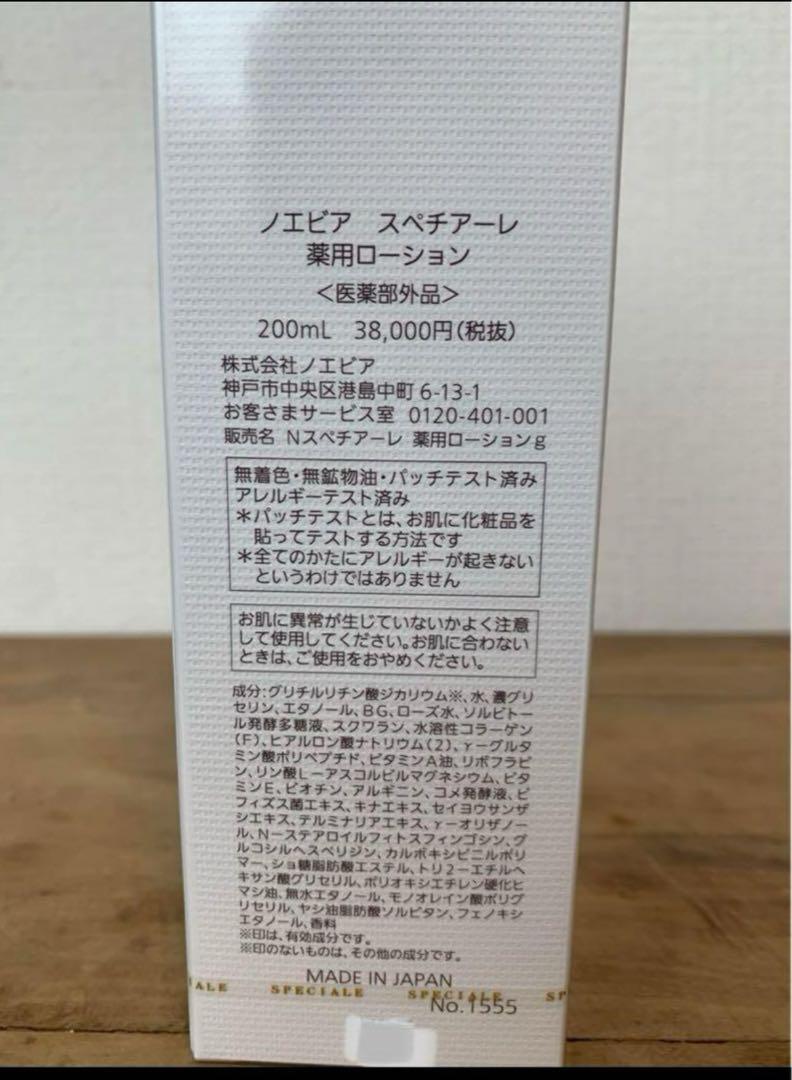 ノエビア　スペチアーレ
薬用ローション
＜医薬部外品＞
200mL　38,000円(税抜)
株式会社ノエビア
神戸市中央区港島中町6-13-1
お客さまサービス室 0120-401-001
販売名 Nスペチアーレ 薬用ローションg
無着色・無鉱物油・パッチテスト済み
アレルギーテスト済み
＊パッチテストとは、お肌に化粧品を
貼ってテストする方法です
＊全てのかたにアレルギーが起きない
というわけではありません
お肌に異常が生じていないかよく注意
して使用してください。お肌に合わない
ときは、ご使用をおやめください。
成分：グリチルリチン酸ジカリウム※、水、濃グリ
セリン、エタノール、BG、ローズ水、ソルビトー
ル発酵多糖液、スクワラン、水溶性コラーゲン
(F)、ヒアルロン酸ナトリウム(2)、γーグルタ
ミン酸ポリペプチド、ビタミンA油、リボフラビ
ン、リン酸Lーアスコルビルマグネシウム、ビタ
ミンE、ビオチン、アルギニン、コメ発酵液、ビ
フィズス菌エキス、キナエキス、セイヨウサンザ
シエキス、テルミナリアエキス、γーオリザノー
ル、Nーステアロイルフィトスフィンゴシン、グ
ルコシルヘスペリジン、カルボキシビニルポリ
マー、ショ糖脂肪酸エステル、トリ2ーエチルヘ
キサン酸グリセリル、ポリオキシエチレン硬化ヒ
マシ油、無水エタノール、モノオレイン酸ポリグ
リセリル、ヤシ油脂肪酸ソルビタン、フェノキシ
エタノール、香料
※印は、有効成分です。
※印のないものは、その他の成分です。
MADE IN JAPAN
IALE SPECIALE SPECIALE SP
No.1555